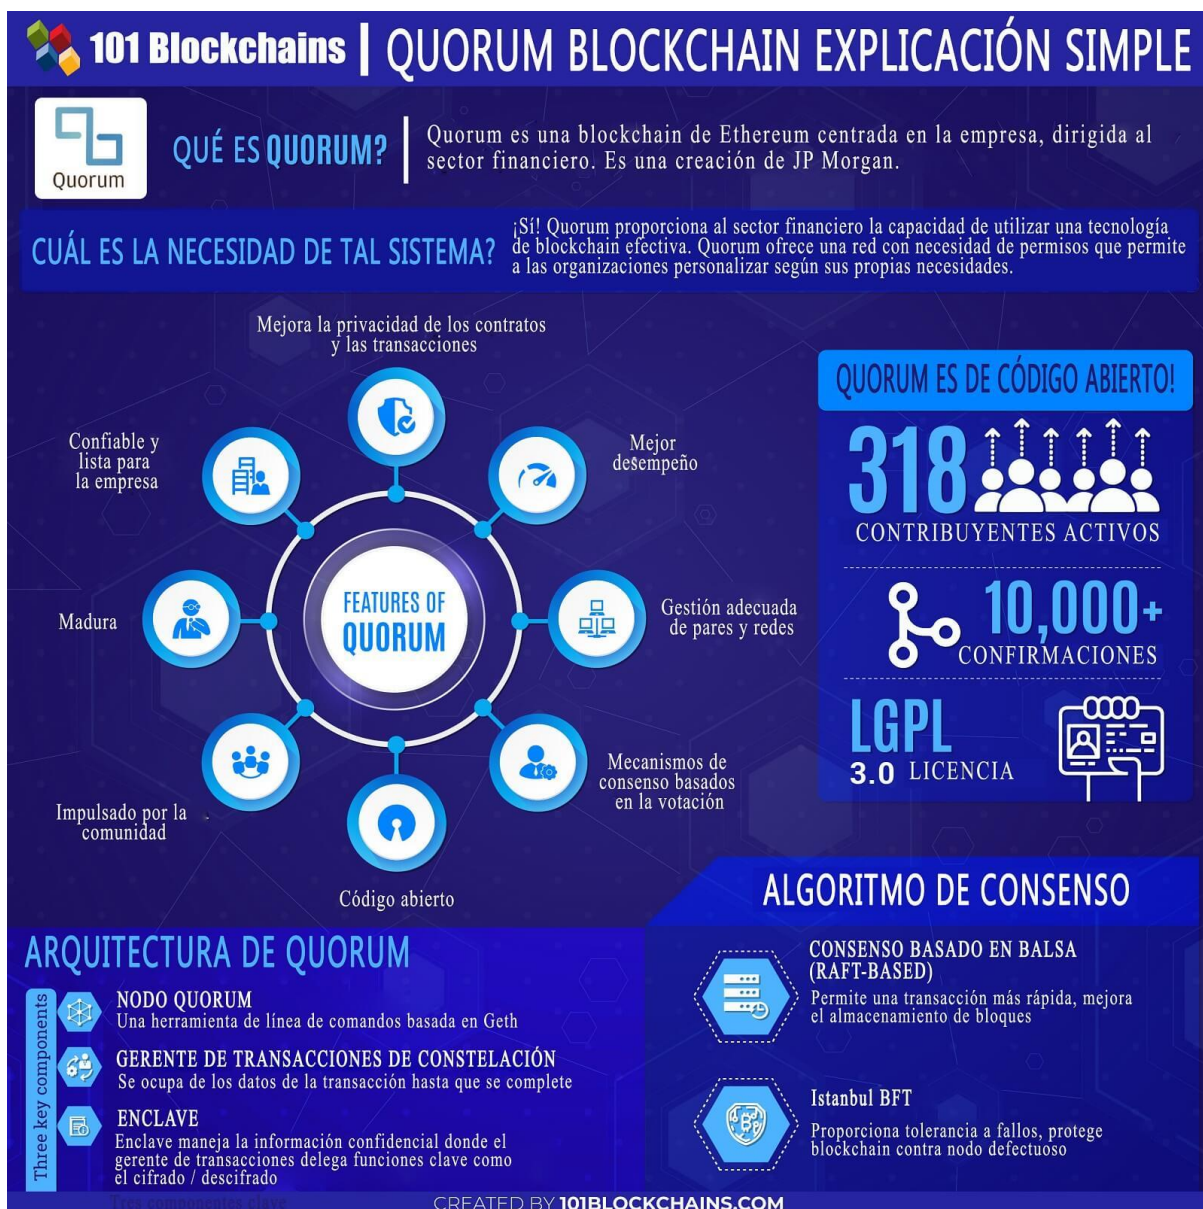 101 Blockchains | QUORUM BLOCKCHAIN EXPLICACIÓN SIMPLE
Quorum
QUÉ ES QUORUM?
Quorum es una blockchain de Ethereum centrada en la empresa, dirigida al
sector financiero. Es una creación de JP Morgan.
CUÁL ES LA NECESIDAD DE TAL SISTEMA?
¡Sí! Quorum proporciona al sector financiero la capacidad de utilizar una tecnología
de blockchain efectiva. Quorum ofrece una red con necesidad de permisos que permite
a las organizaciones personalizar según sus propias necesidades.
Mejora la privacidad de los contratos
y las transacciones
Mejor
desempeño
Gestión adecuada
de pares y redes
Mecanismos de
consenso basados
en la votación
Código abierto
Impulsado por la
comunidad
Madura
Confiable y
lista para
la empresa
FEATURES OF
QUORUM
QUORUM ES DE CÓDIGO ABIERTO!
318
CONTRIBUYENTES ACTIVOS
10,000+
CONFIRMACIONES
LGPL
3.0 LICENCIA
ARQUITECTURA DE QUORUM
Three key components
NODO QUORUM
Una herramienta de línea de comandos basada en Geth
GERENTE DE TRANSACCIONES DE CONSTELACIÓN
Se ocupa de los datos de la transacción hasta que se complete
ENCLAVE
Enclave maneja la información confidencial donde el
gerente de transacciones delega funciones clave como
el cifrado / descifrado
Tres componentes clave
ALGORITMO DE CONSENSO
CONSENSO BASADO EN BALSA
(RAFT-BASED)
Permite una transacción más rápida, mejora
el almacenamiento de bloques
Istanbul BFT
Proporciona tolerancia a fallos, protege
blockchain contra nodo defectuoso
CREATED BY 101BLOCKCHAINS.COM